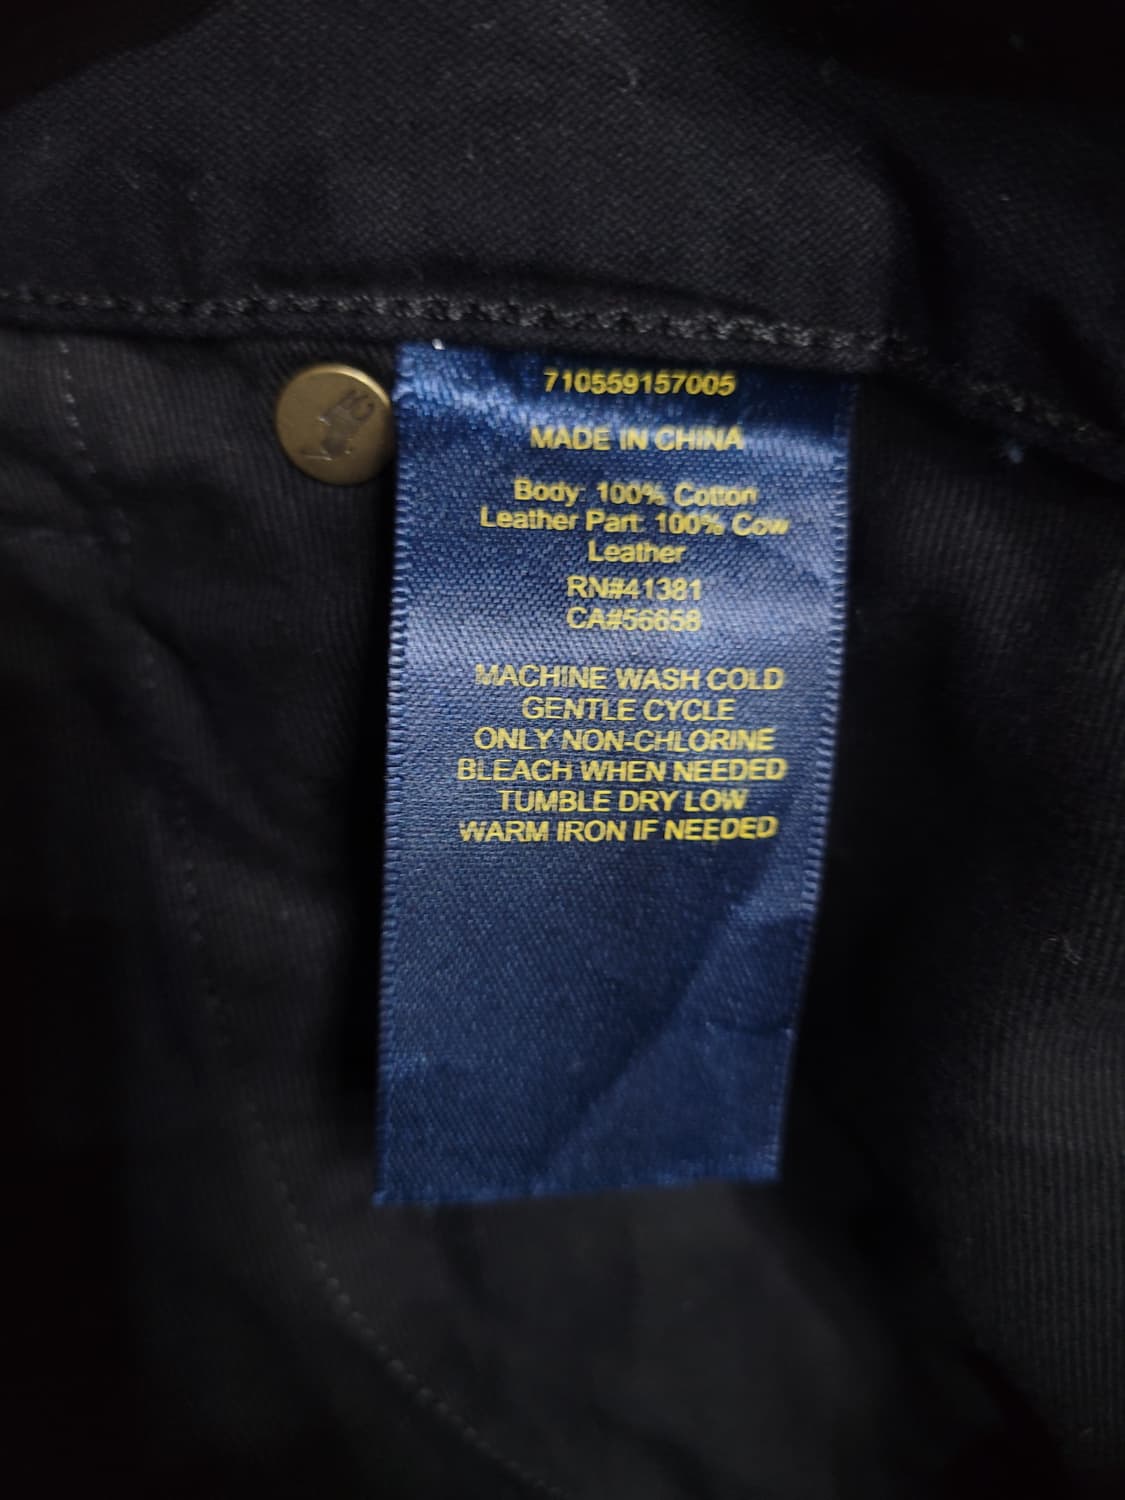 710559157005
MADE IN CHINA
Body: 100% Cotton
Leather Part: 100% Cow
Leather
RN#41381
CA#56658
MACHINE WASH COLD
GENTLE CYCLE
ONLY NON-CHLORINE
BLEACH WHEN NEEDED
TUMBLE DRY LOW
WARM IRON IF NEEDED